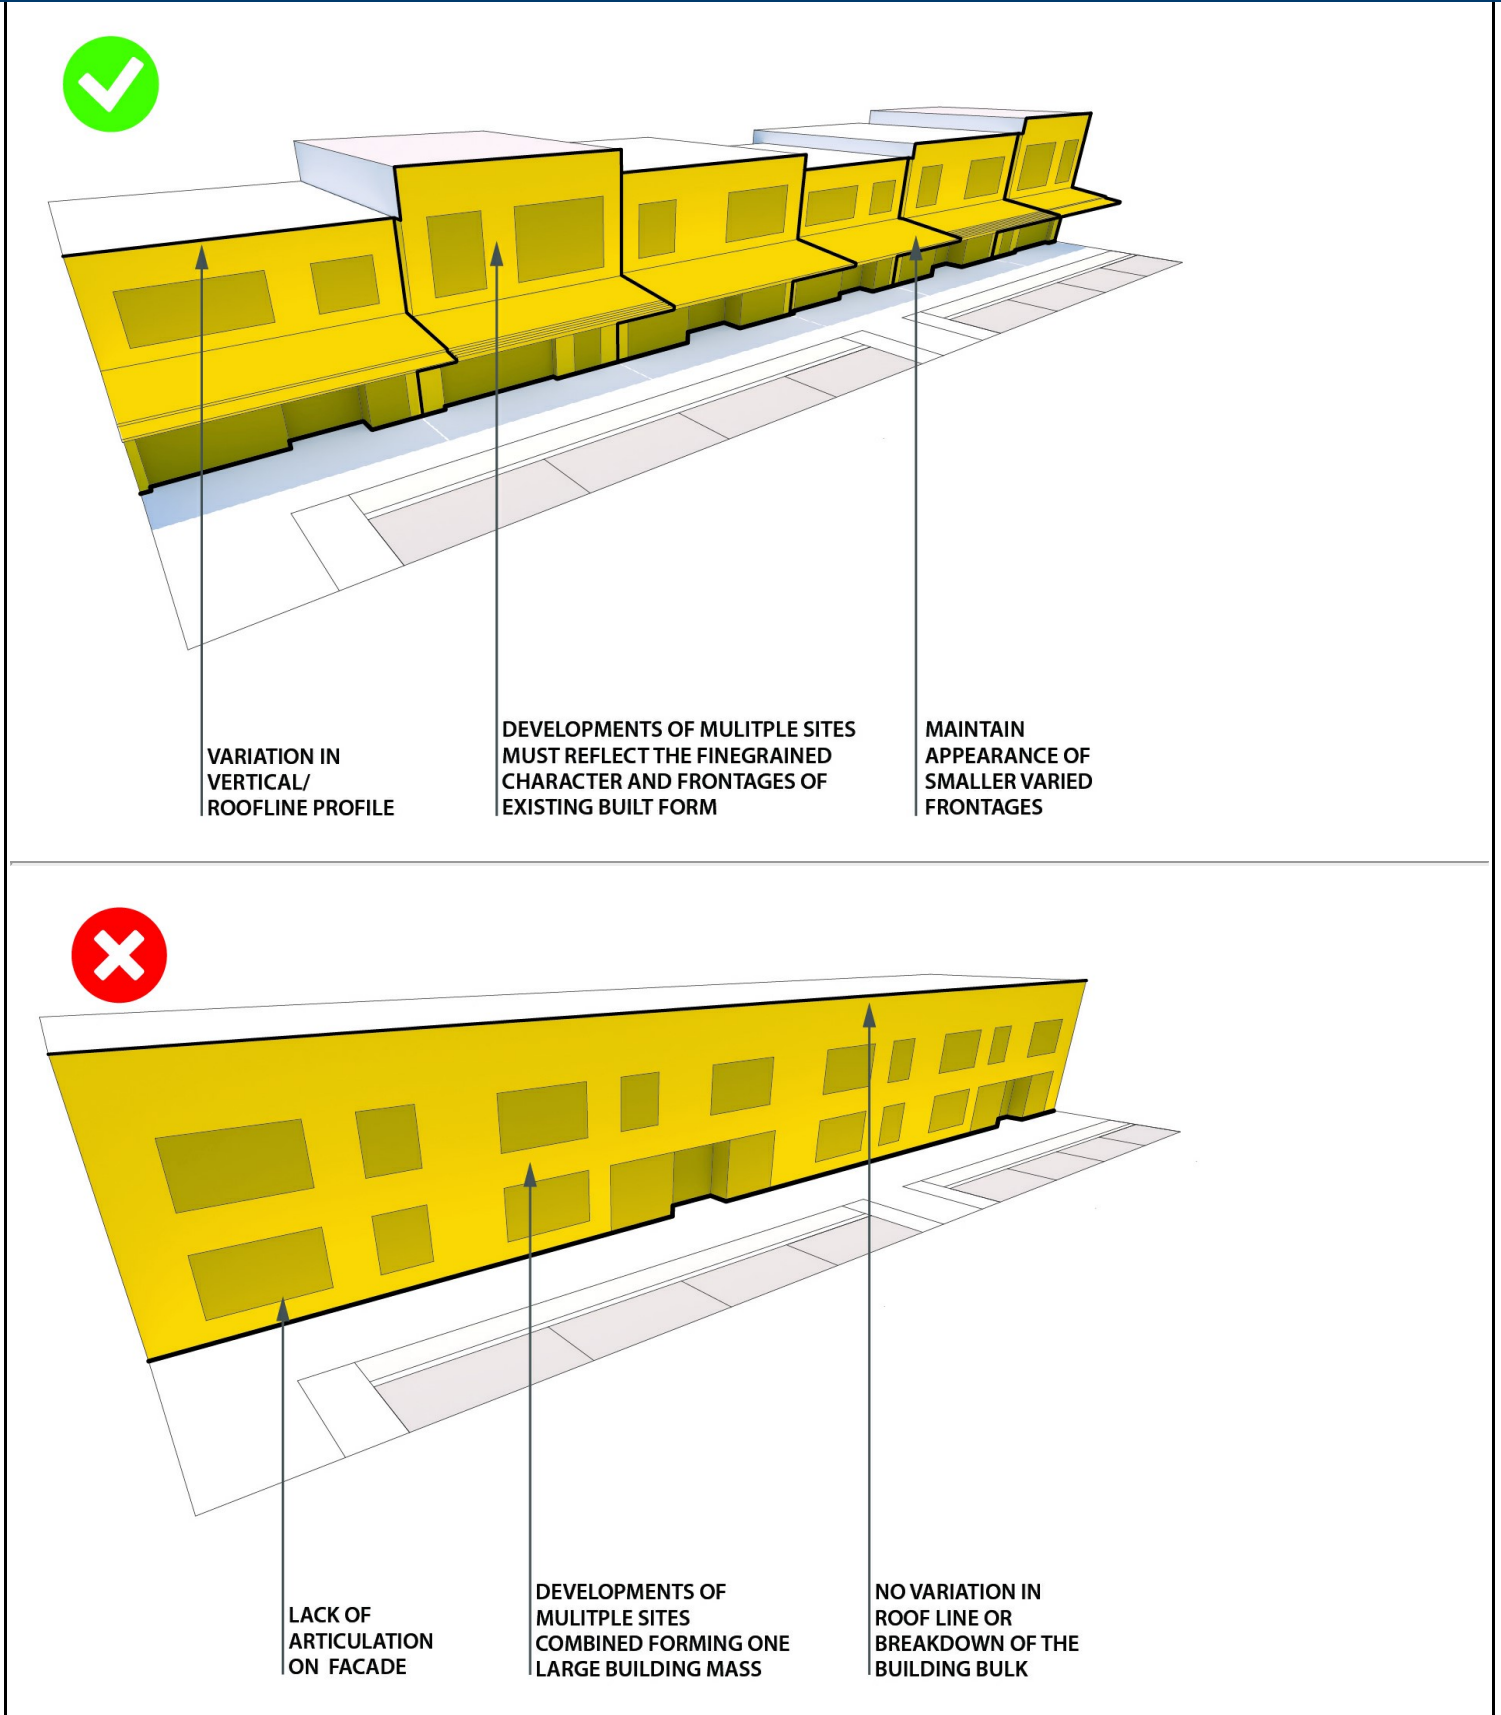 VARIATION IN
VERTICAL/
ROOFLINE PROFILE
DEVELOPMENTS OF MULITPLE SITES
MUST REFLECT THE FINEGRAINED
CHARACTER AND FRONTAGES OF
EXISTING BUILT FORM
MAINTAIN
APPEARANCE OF
SMALLER VARIED
FRONTAGES
LACK OF
ARTICULATION
ON FACADE
DEVELOPMENTS OF
MULITPLE SITES
COMBINED FORMING ONE
LARGE BUILDING MASS
NO VARIATION IN
ROOF LINE OR
BREAKDOWN OF THE
BUILDING BULK